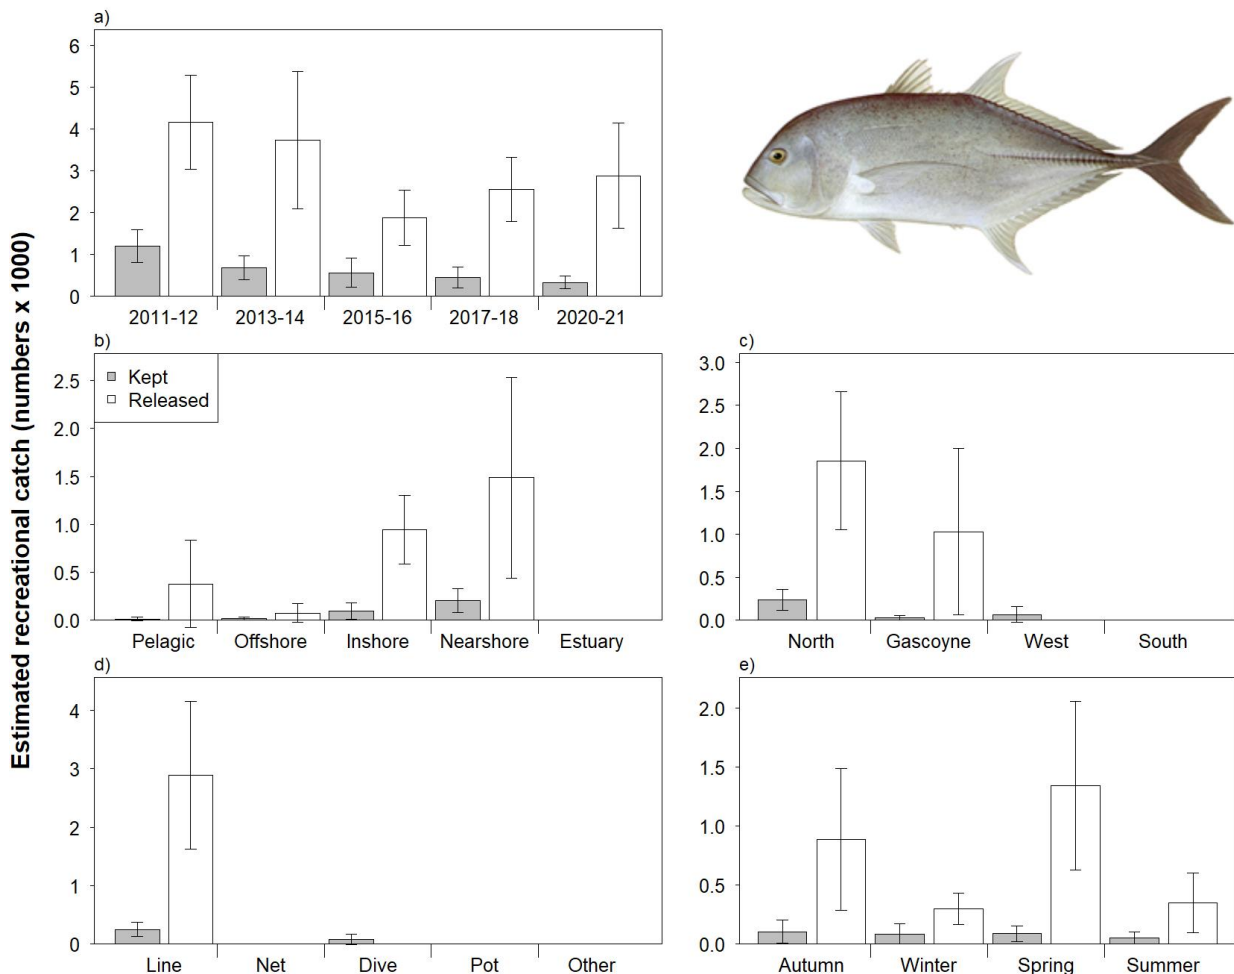 Estimated recreational catch (numbers x 1000)
a)
6
5
4
3
2
1
0
2011-12 2013-14 2015-16 2017-18 2020-21
b)
Kept
Released
2.5
2.0
1.5
1.0
0.5
0.0
Pelagic Offshore Inshore Nearshore Estuary
c)
3.0
2.5
2.0
1.5
1.0
0.5
0.0
North Gascoyne West South
d)
4
3
2
1
0
Line Net Dive Pot Other
e)
2.0
1.5
1.0
0.5
0.0
Autumn Winter Spring Summer